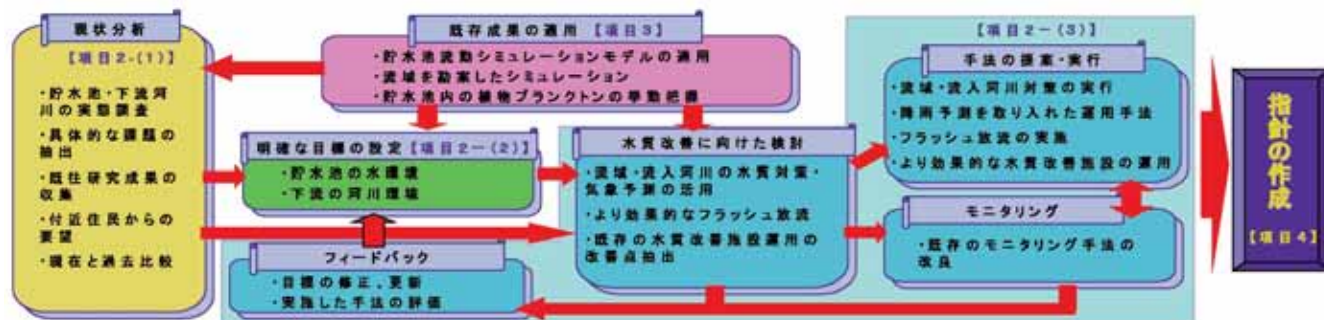 現状分析
【項目2-(1)】
・貯水池・下流河
川の実態調査
・具体的な課題の
抽出
・既往研究成果の
収集
・付近住民からの
要望
・現在と過去比較
既存成果の適用【項目3】
・貯水池流動シミュレーションモデルの適用
・流域を勘案したシミュレーション
・貯水池内の植物プランクトンの挙動把握
明確な目標の設定【項目2－(2)】
・貯水池の水環境
・下流の河川環境
フィードバック
・目標の修正、更新
・実施した手法の評価
水質改善に向けた検討
・流域・流入河川の水質対策・
気象予測の活用
・より効果的なフラッシュ放流
・既存の水質改善施設運用の
改善点抽出
【項目2－(3)】
手法の提案・実行
・流域・流入河川対策の実行
・降雨予測を取り入れた運用手法
・フラッシュ放流の実施
・より効果的な水質改善施設の運用
モニタリング
・既存のモニタリング手法の
改良
指針の作成
【項目4】